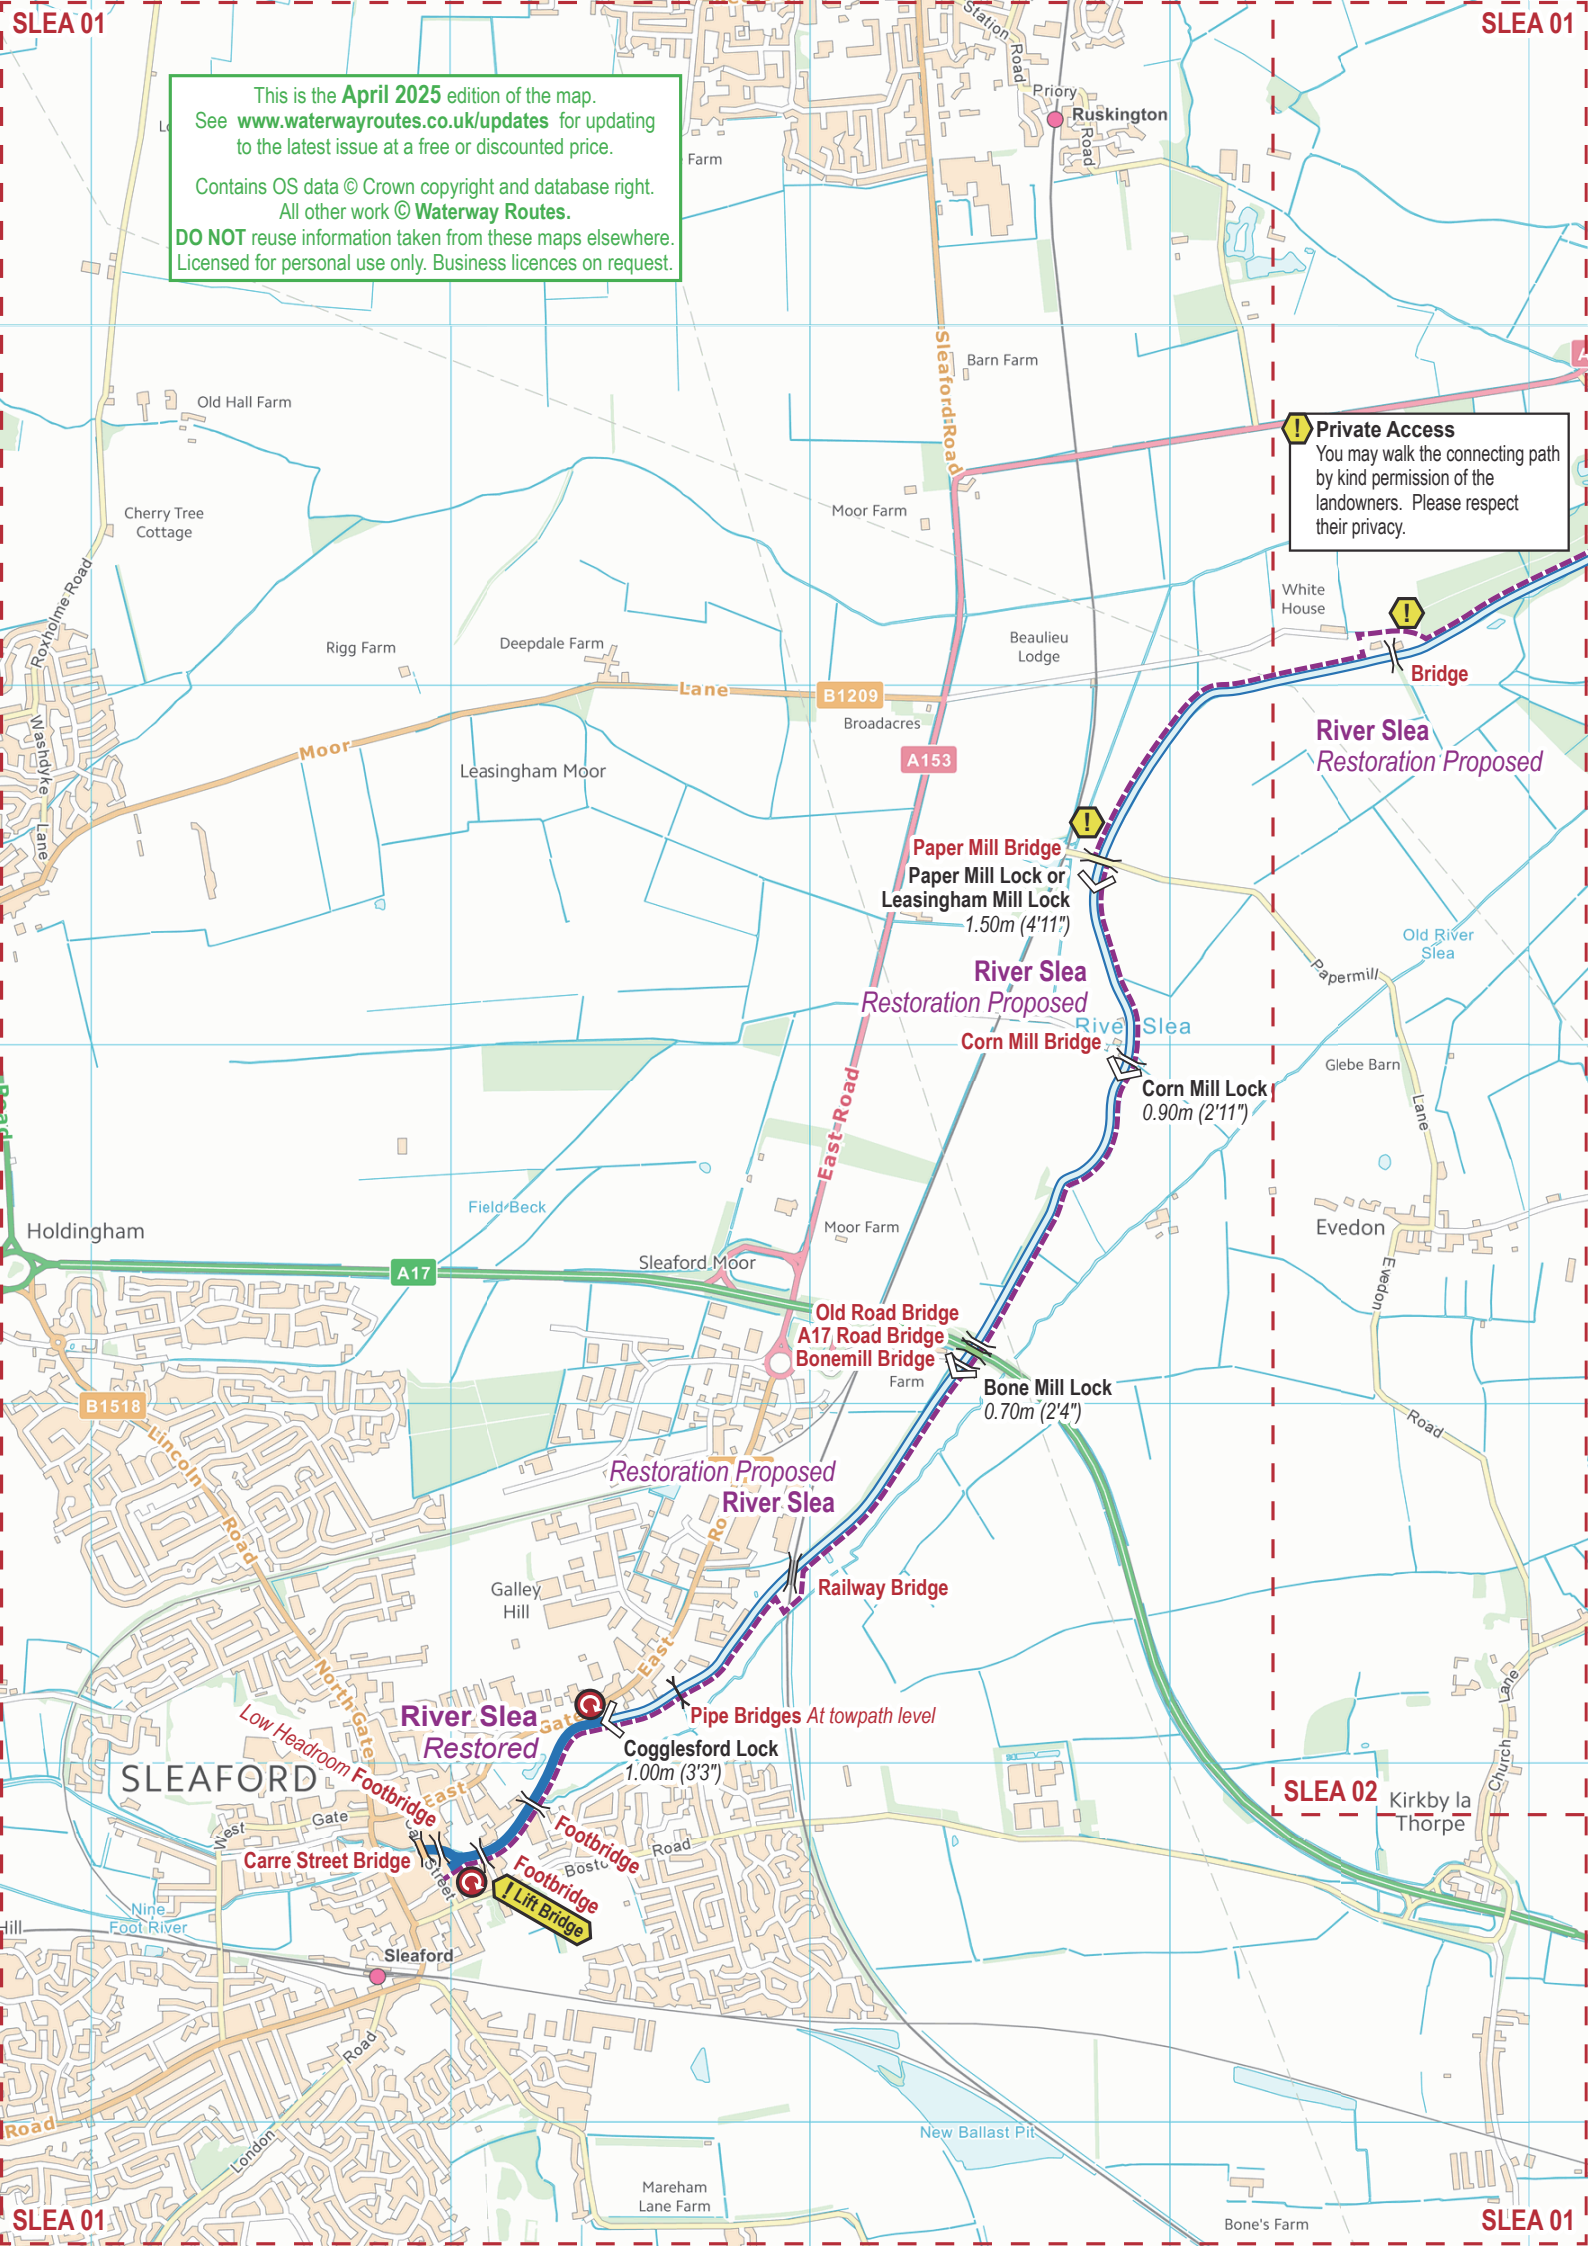 SLEA 01
SLEA 01
This is the April 2025 edition of the map.
See www.waterwayroutes.co.uk/updates for updating
to the latest issue at a free or discounted price.
Contains OS data © Crown copyright and database right.
All other work © Waterway Routes.
DO NOT reuse information taken from these maps elsewhere.
Licensed for personal use only. Business licences on request.
Station Road
Priory
Road
Ruskington
Farm
Sleaford Road
Barn Farm
Old Hall Farm
Private Access
You may walk the connecting path
by kind permission of the
landowners. Please respect
their privacy.
Cherry Tree
Cottage
Moor Farm
Roxholme Road
White
House
Rigg Farm
Deepdale Farm
Beaulieu
Lodge
Bridge
Lane
B1209
Broadacres
Washdyke
Lane
Moor
River Slea
Restoration Proposed
A153
Leasingham Moor
Paper Mill Bridge
Paper Mill Lock or
Leasingham Mill Lock
1.50m (4'11")
Old River
Slea
Papermill
River Slea
Restoration Proposed
River Slea
Corn Mill Bridge
Glebe Barn
Corn Mill Lock
0.90m (2'11")
Lane
Road
East Road
Field Beck
Holdingham
Moor Farm
Evedon
Sleaford Moor
A17
Evedon
Old Road Bridge
A17 Road Bridge
Bonemill Bridge
Farm
Bone Mill Lock
0.70m (2'4")
B1518
Road
Lincoln
Road
Restoration Proposed
River Slea
Railway Bridge
Galley
Hill
East
North Gate
River Slea
Restored
Gate
Pipe Bridges At towpath level
Cogglesford Lock
1.00m (3'3")
Low Headroom Footbridge
SLEAFORD
East
Church Lane
SLEA 02
Kirkby la
Thorpe
West
Gate
Carre Street Bridge
Street
Footbridge
Footbridge
! Lift Bridge
Road
Nine
Foot River
Hill
Sleaford
Road
London
Road
New Ballast Pit
Mareham
Lane Farm
Bone's Farm
SLEA 01
SLEA 01